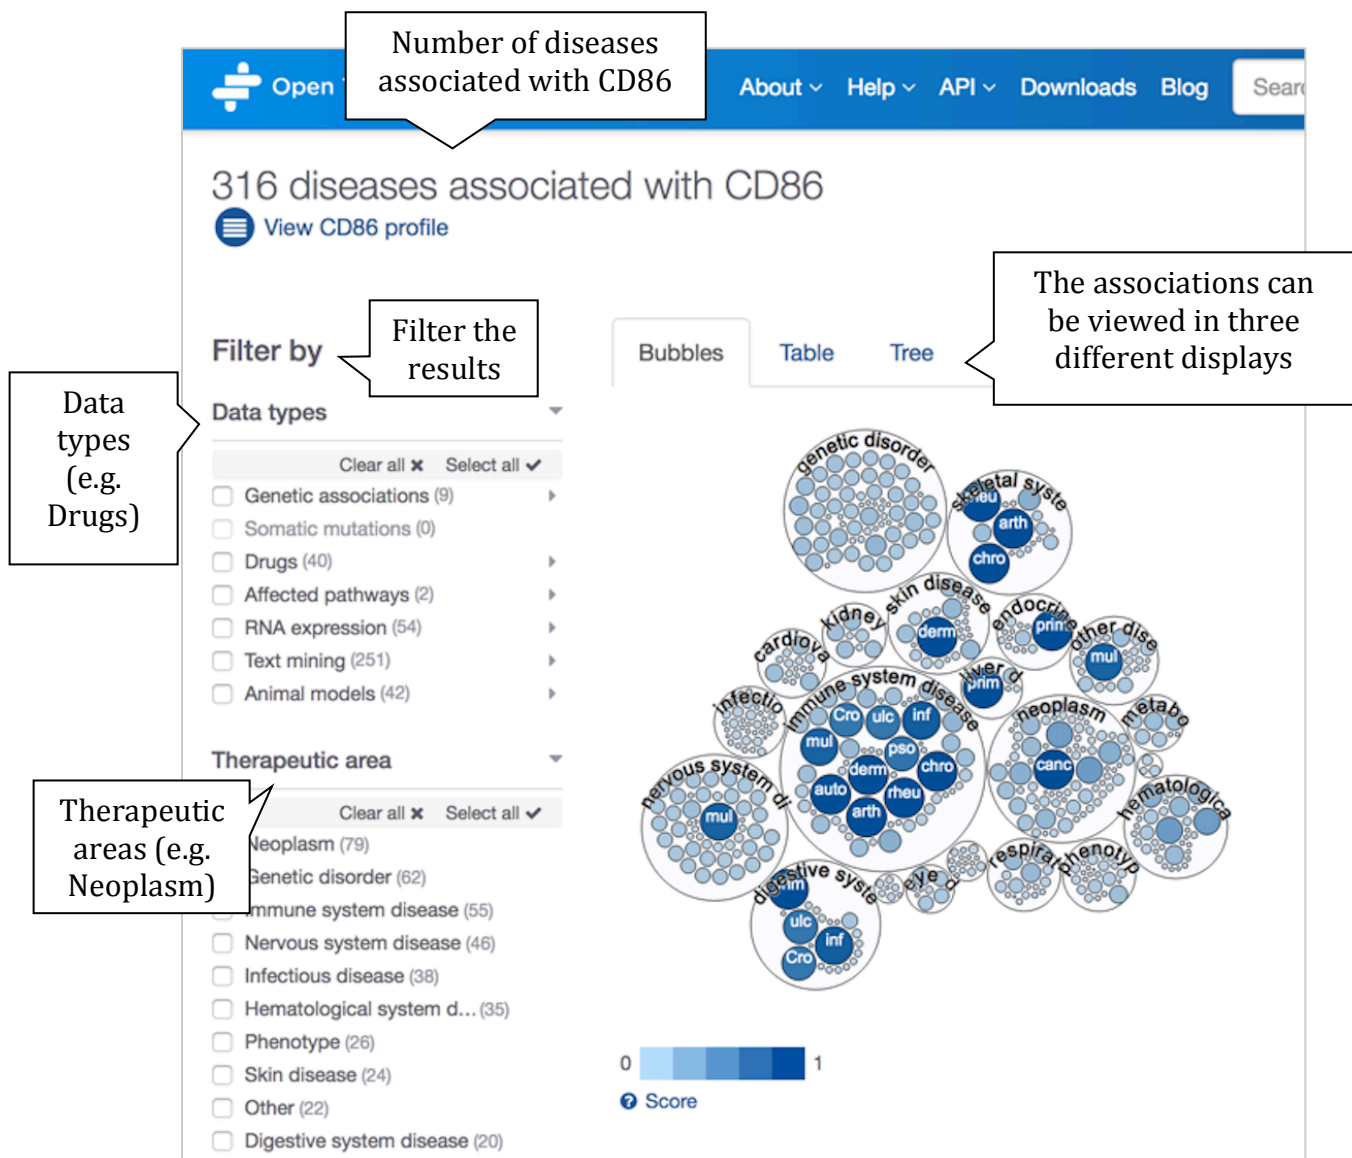 Number of diseases
associated with CD86
Open T
About
Help
API
Downloads
Blog
Sear
316 diseases associated with CD86
View CD86 profile
The associations can
be viewed in three
different displays
Filter by
Filter the
results
Bubbles
Table
Tree
Data
types
(e.g.
Drugs)
Data types
Clear all ✖ Select all ✔
Genetic associations (9)
Somatic mutations (0)
Drugs (40)
Affected pathways (2)
RNA expression (54)
Text mining (251)
Animal models (42)
Therapeutic area
Therapeutic
areas (e.g.
Neoplasm)
Clear all ✖ Select all ✔
Neoplasm (79)
Genetic disorder (62)
Immune system disease (55)
Nervous system disease (46)
Infectious disease (38)
Hematological system d... (35)
Phenotype (26)
Skin disease (24)
Other (22)
Digestive system disease (20)
genetic disorder
skeletal syste
arth
chro
skin disease
derm
kidney
endocrine
prim
other dise
mul
cardiova
liver d
prim
infectio
immune system disease
Cro
ulc
inf
mul
pso
derm
chro
auto
rheu
arth
neoplasm
canc
metabo
nervous system di
mul
hematologica
respirat
phenotyp
eye d
digestive syste
ulc
inf
Cro
0
1
Score